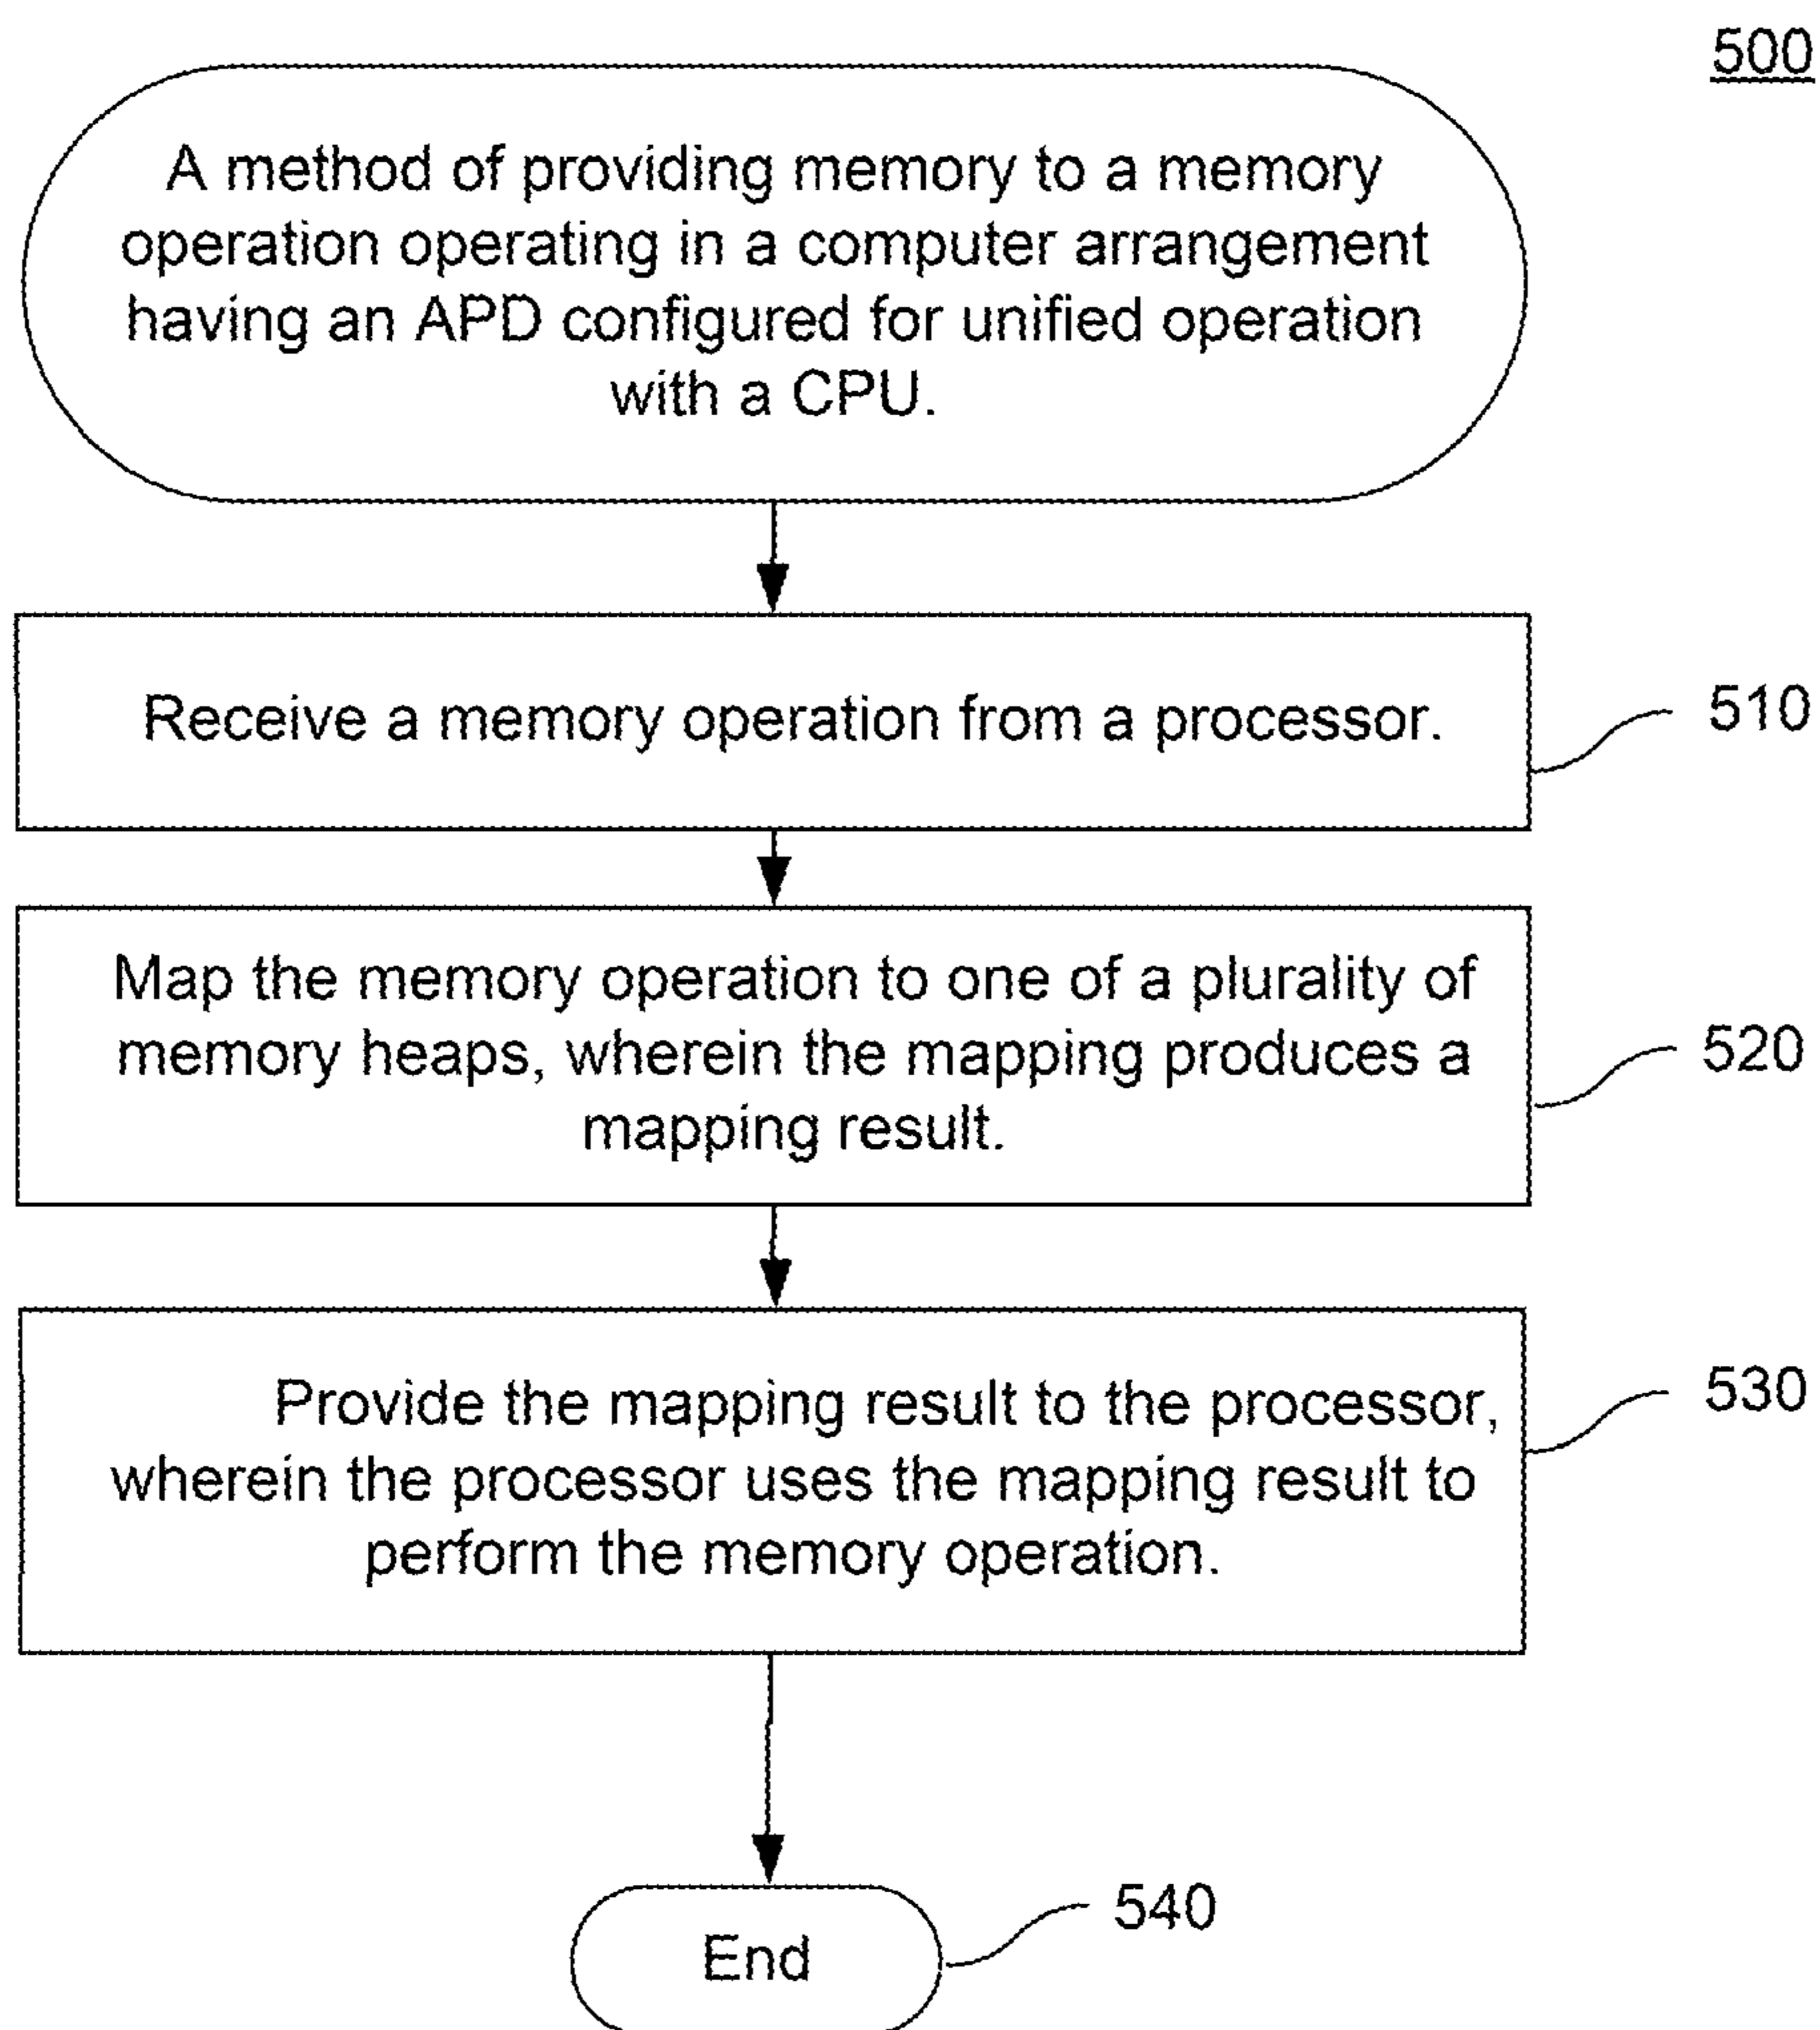 500
A method of providing memory to a memory
operation operating in a computer arrangement
having an APD configured for unified operation
with a CPU.
Receive a memory operation from a processor.
510
Map the memory operation to one of a plurality of
memory heaps, wherein the mapping produces a
mapping result.
520
Provide the mapping result to the processor,
wherein the processor uses the mapping result to
perform the memory operation.
530
End
540